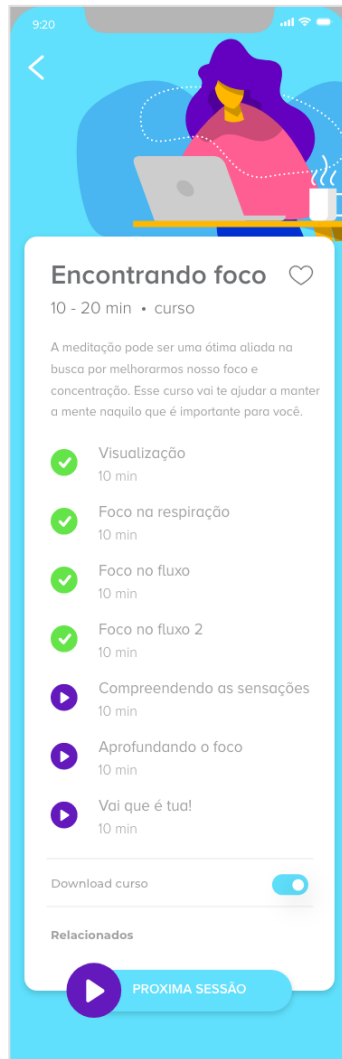 9:20
Encontrando foco
10 - 20 min • curso
A meditação pode ser uma ótima aliada na
busca por melhorarmos nosso foco e
concentração. Esse curso vai te ajudar a manter
a mente naquilo que é importante para você.
Visualização
10 min
Foco na respiração
10 min
Foco no fluxo
10 min
Foco no fluxo 2
10 min
Compreendendo as sensações
10 min
Aprofundando o foco
10 min
Vai que é tua!
10 min
Download curso
Relacionados
PROXIMA SESSÃO